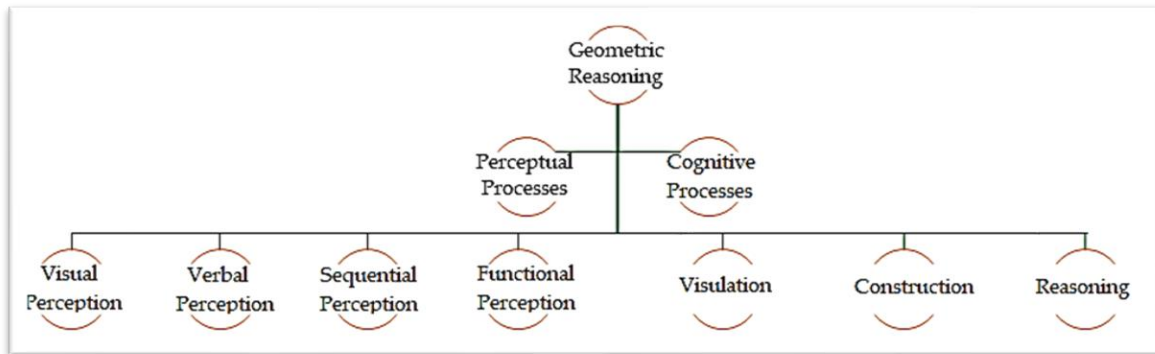 Geometric
Reasoning
Perceptual
Processes
Cognitive
Processes
Visual
Perception
Verbal
Perception
Sequential
Perception
Functional
Perception
Visulation
Construction
Reasoning